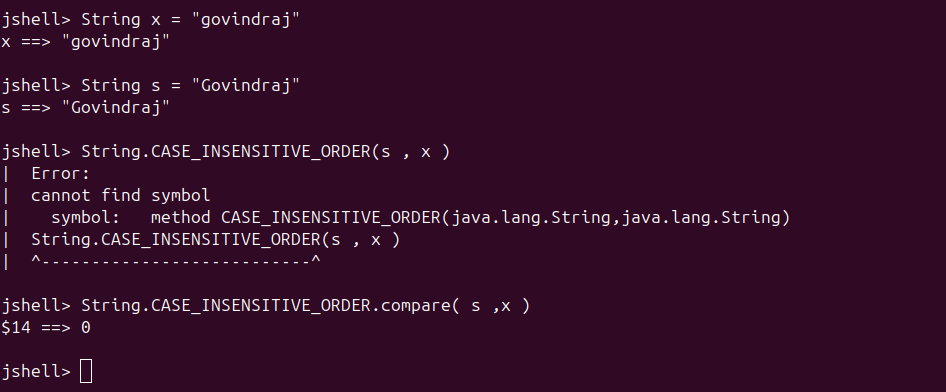 jshell> String x = "govindraj"
x ==> "govindraj"
jshell> String s = "Govindraj"
s ==> "Govindraj"
jshell> String.CASE_INSENSITIVE_ORDER(s , x )
|  Error:
|  cannot find symbol
|    symbol:   method CASE_INSENSITIVE_ORDER(java.lang.String,java.lang.String)
|  String.CASE_INSENSITIVE_ORDER(s , x )
|  ^---------------------------^
jshell> String.CASE_INSENSITIVE_ORDER.compare( s ,x )
$14 ==> 0
jshell>